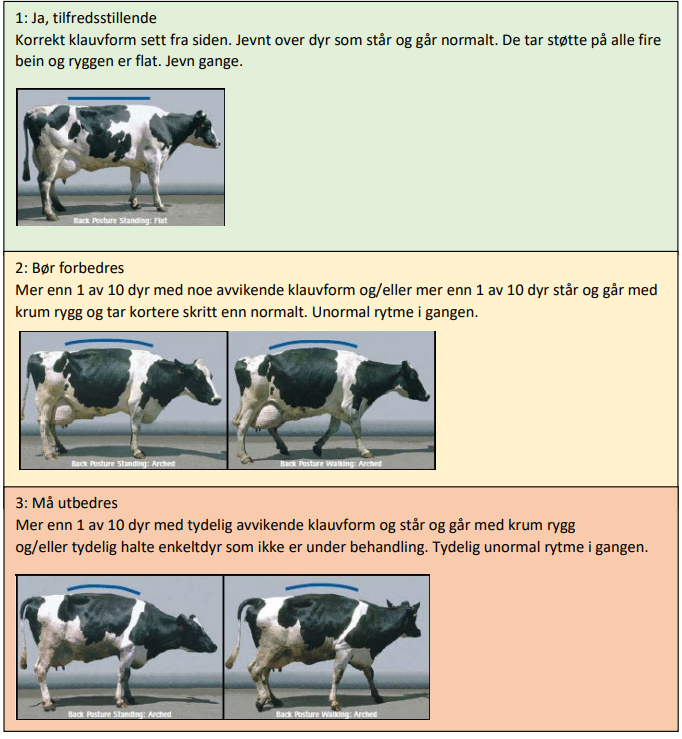 1: Ja, tilfredsstillende
Korrekt klauvform sett fra siden. Jevnt over dyr som står og går normalt. De tar støtte på alle fire
bein og ryggen er flat. Jevn gange.
Back Posture Standing: Flat
2: Bør forbedres
Mer enn 1 av 10 dyr med noe avvikende klauvform og/eller mer enn 1 av 10 dyr står og går med
krum rygg og tar kortere skritt enn normalt. Unormal rytme i gangen.
Back Posture Standing: Arched
Back Posture Walking: Arched
3: Må utbedres
Mer enn 1 av 10 dyr med tydelig avvikende klauvform og står og går med krum rygg
og/eller tydelig halte enkeltdyr som ikke er under behandling. Tydelig unormal rytme i gangen.
Back Posture Standing: Arched
Back Posture Walking: Arched